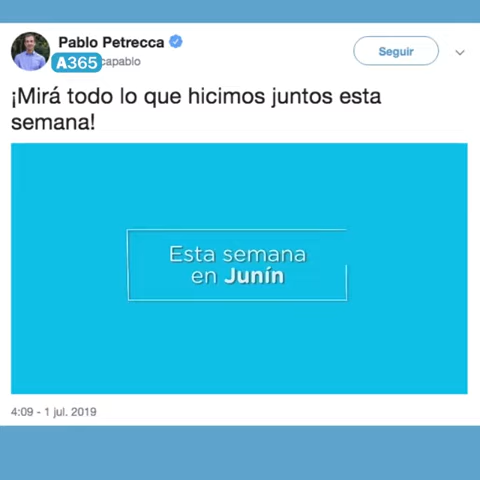 Pablo Petrecca
A365 capablo
Seguir
¡Mirá todo lo que hicimos juntos esta
semana!
Esta semana
en Junín
4:09 - 1 jul. 2019